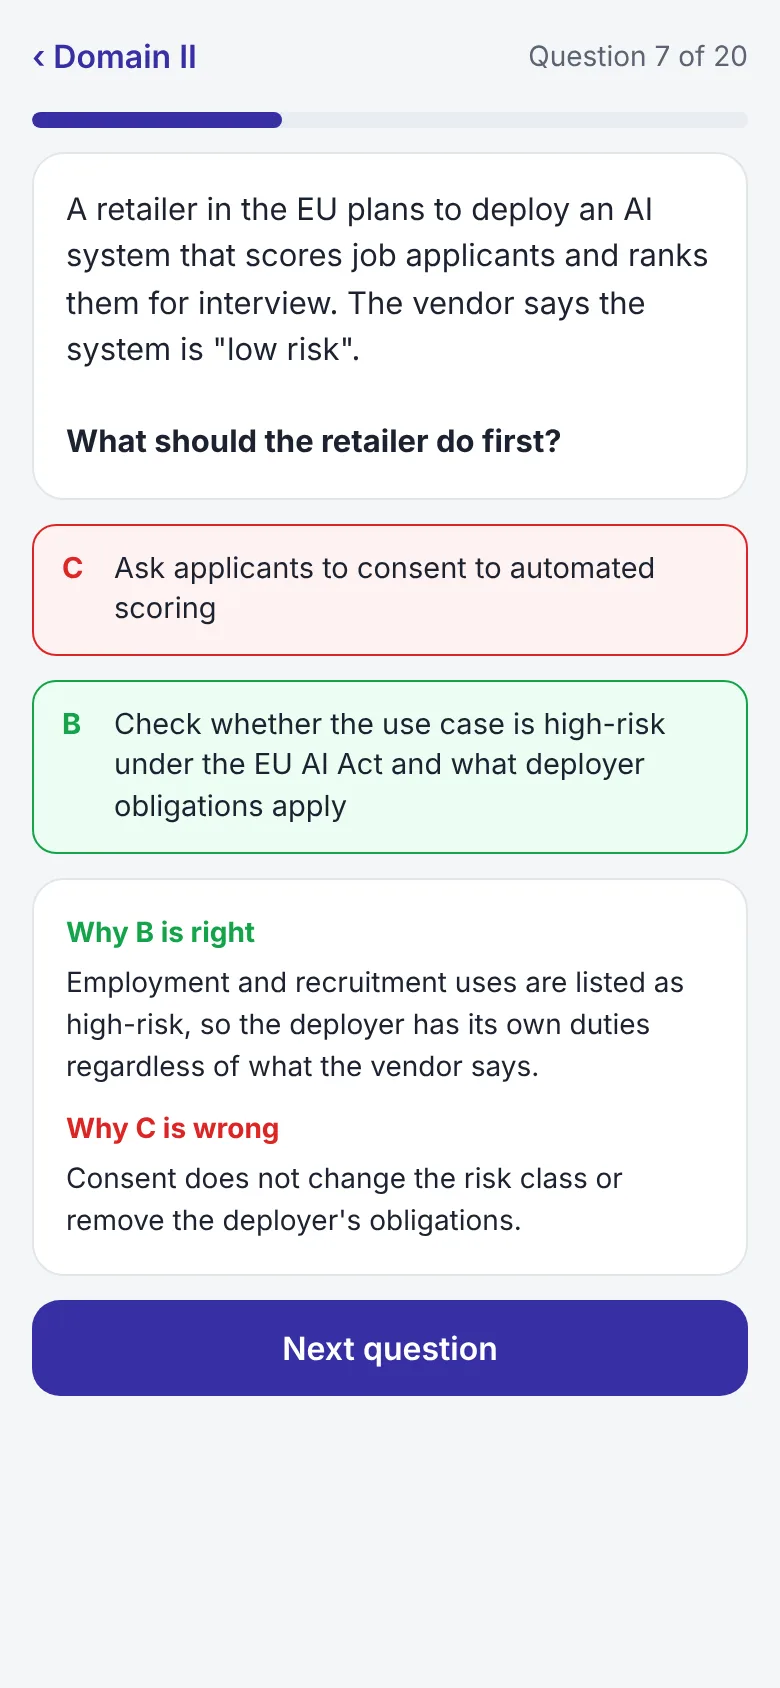 ‹ Domain II
Question 7 of 20
A retailer in the EU plans to deploy an AI
system that scores job applicants and ranks
them for interview. The vendor says the
system is "low risk".
What should the retailer do first?
C Ask applicants to consent to automated
scoring
B Check whether the use case is high-risk
under the EU AI Act and what deployer
obligations apply
Why B is right
Employment and recruitment uses are listed as
high-risk, so the deployer has its own duties
regardless of what the vendor says.
Why C is wrong
Consent does not change the risk class or
remove the deployer's obligations.
Next question